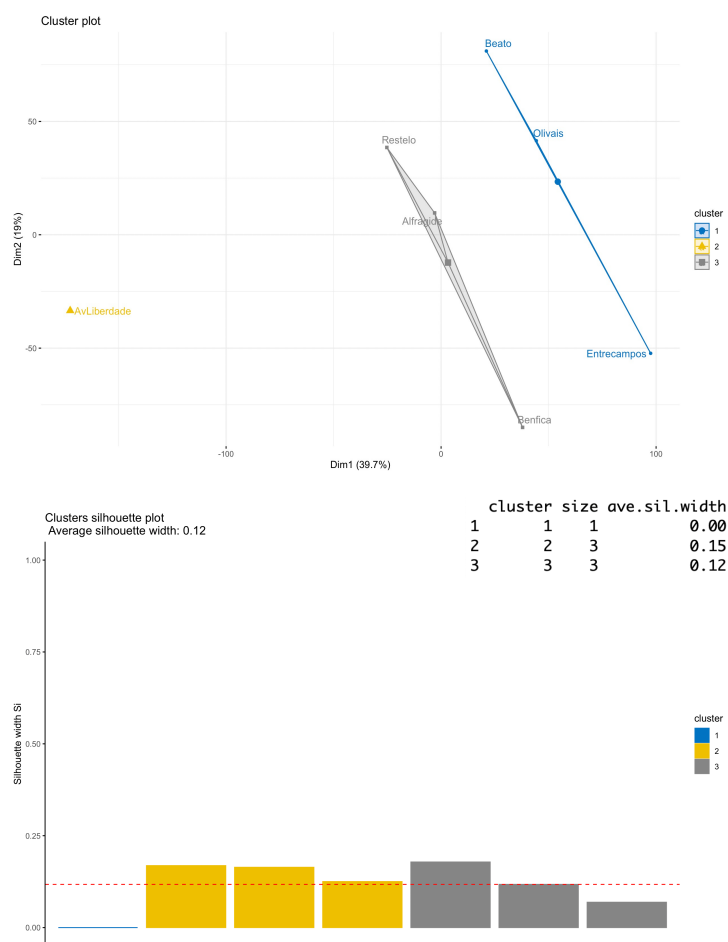 Cluster plot
Beato
Olivais
Restelo
Alfragide
AvLiberdade
Entrecampos
Benfica
50
0
-50
Dim2 (19%)
-100
0
100
Dim1 (39.7%)
cluster
1
2
3
Clusters silhouette plot
Average silhouette width: 0.12
cluster size ave.sil.width
1 1 1 0.00
2 2 3 0.15
3 3 3 0.12
1.00
0.75
0.50
0.25
0.00
Silhouette width Si
cluster
1
2
3